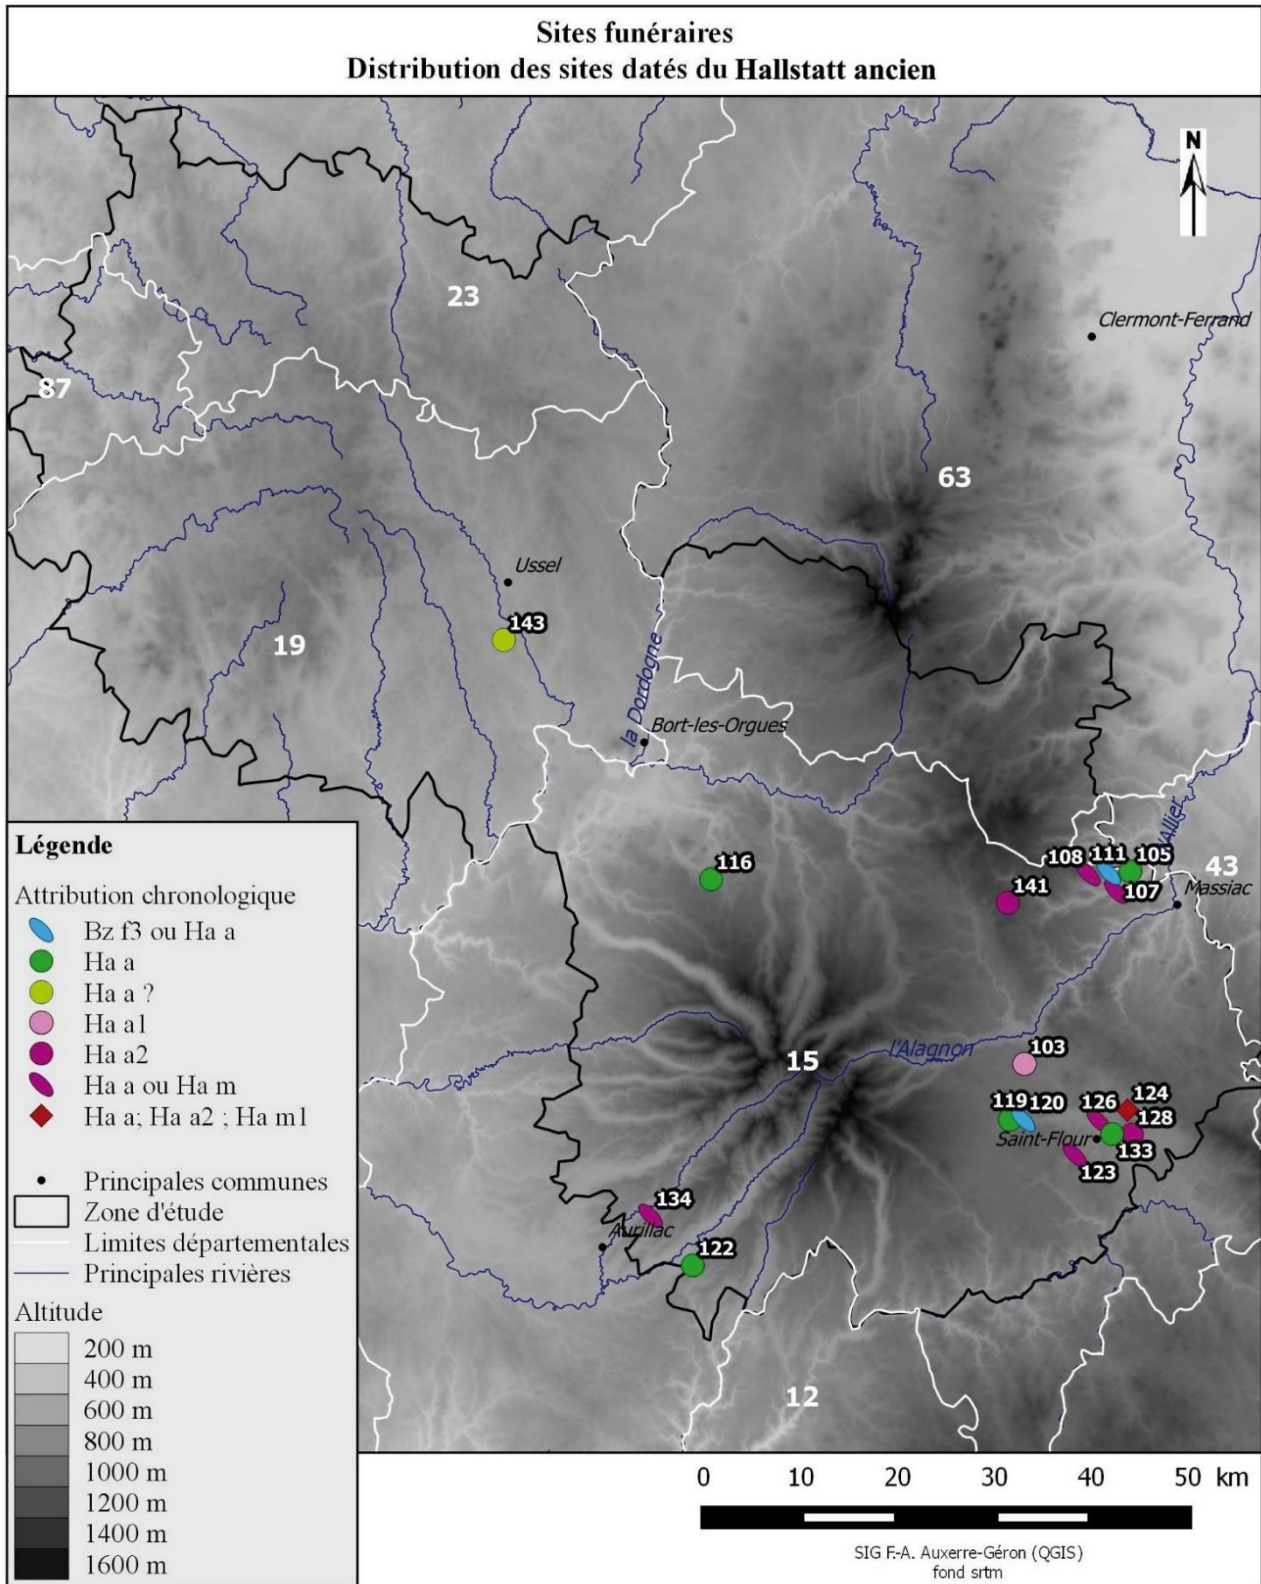 Sites funéraires
Distribution des sites datés du Hallstatt ancien
N
Clermont-Ferrand
23
87
63
Ussel
143
19
la Dordogne
Bort-les-Orgues
l'Allier
116
108
111
105
43
141
107
Massiac
15
l'Alagnon
103
119
120
126
124
128
Saint-Flour
133
123
134
Aurillac
122
12
Légende
Attribution chronologique
Bz f3 ou Ha a
Ha a
Ha a ?
Ha a1
Ha a2
Ha a ou Ha m
Ha a; Ha a2 ; Ha m1
Principales communes
Zone d'étude
Limites départementales
Principales rivières
Altitude
200 m
400 m
600 m
800 m
1000 m
1200 m
1400 m
1600 m
0 10 20 30 40 50 km
SIG F.-A. Auxerre-Géron (QGIS)
fond srtm